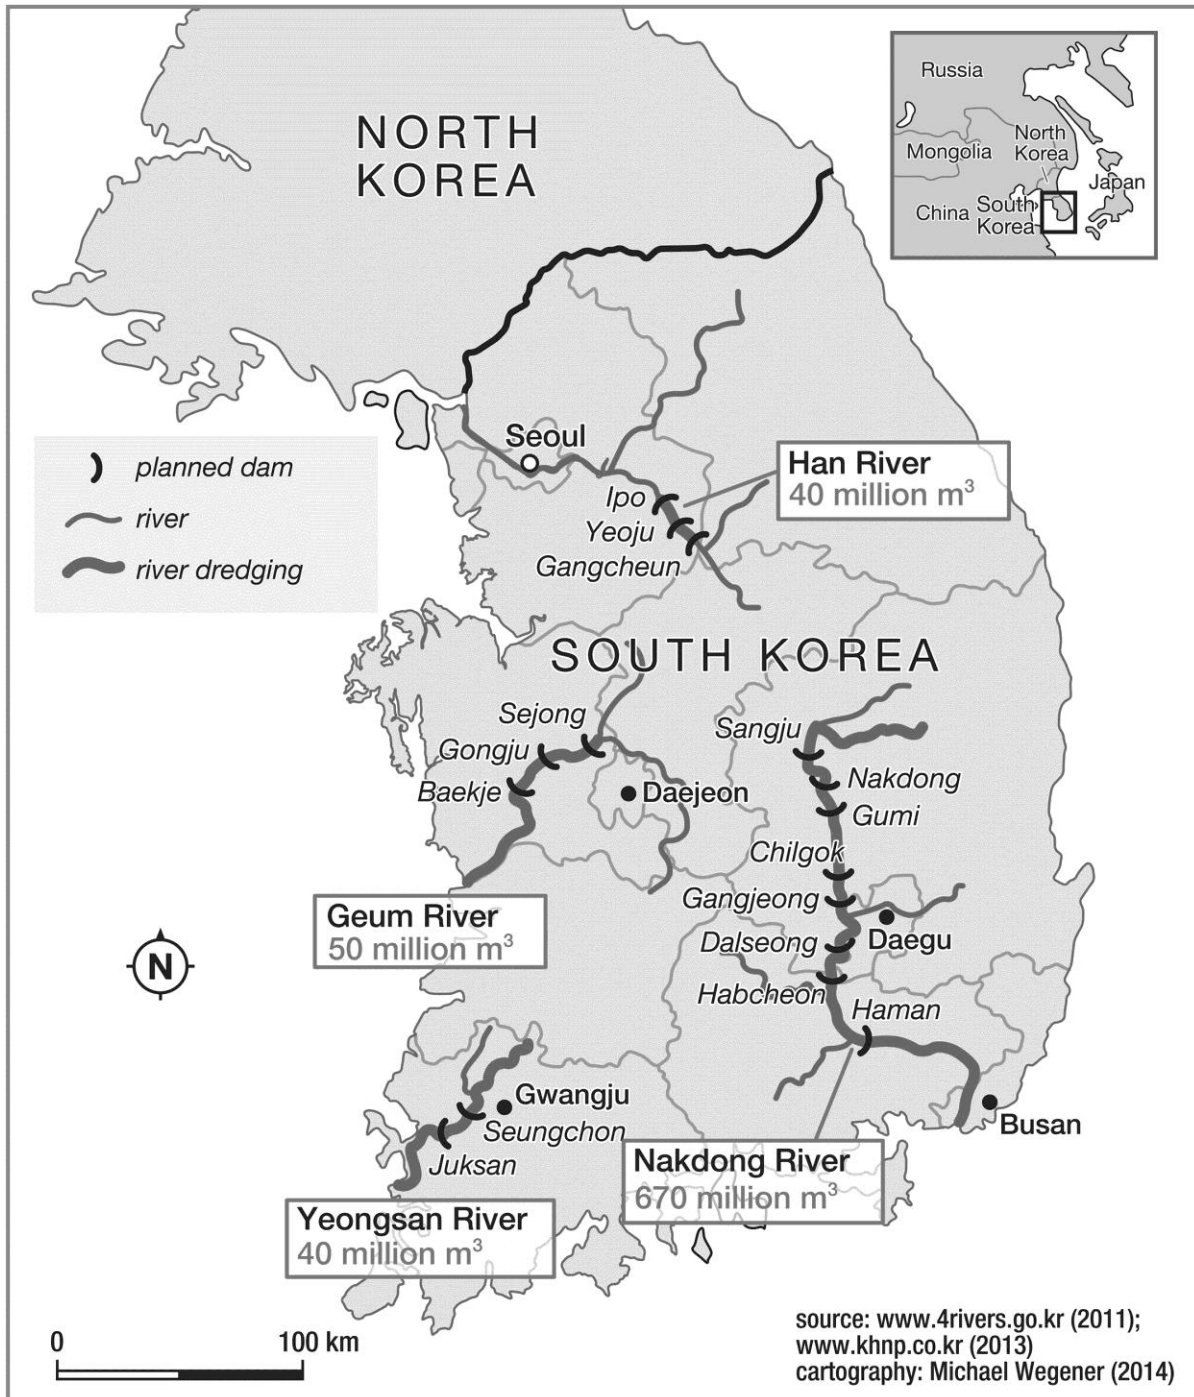 NORTH
KOREA
Russia
Mongolia
North
Korea
Japan
China
South
Korea
planned dam
river
river dredging
Seoul
Han River
40 million m³
Ipo
Yeoju
Gangcheun
SOUTH KOREA
Sejong
Gongju
Baekje
Daejeon
Sangju
Nakdong
Gumi
Chilgok
Gangjeong
Daegu
Dalseong
Habcheon
Haman
Geum River
50 million m³
N
Gwangju
Seungchon
Juksan
Busan
Nakdong River
670 million m³
Yeongsan River
40 million m³
0 100 km
source: www.4rivers.go.kr (2011);
www.khnp.co.kr (2013)
cartography: Michael Wegener (2014)